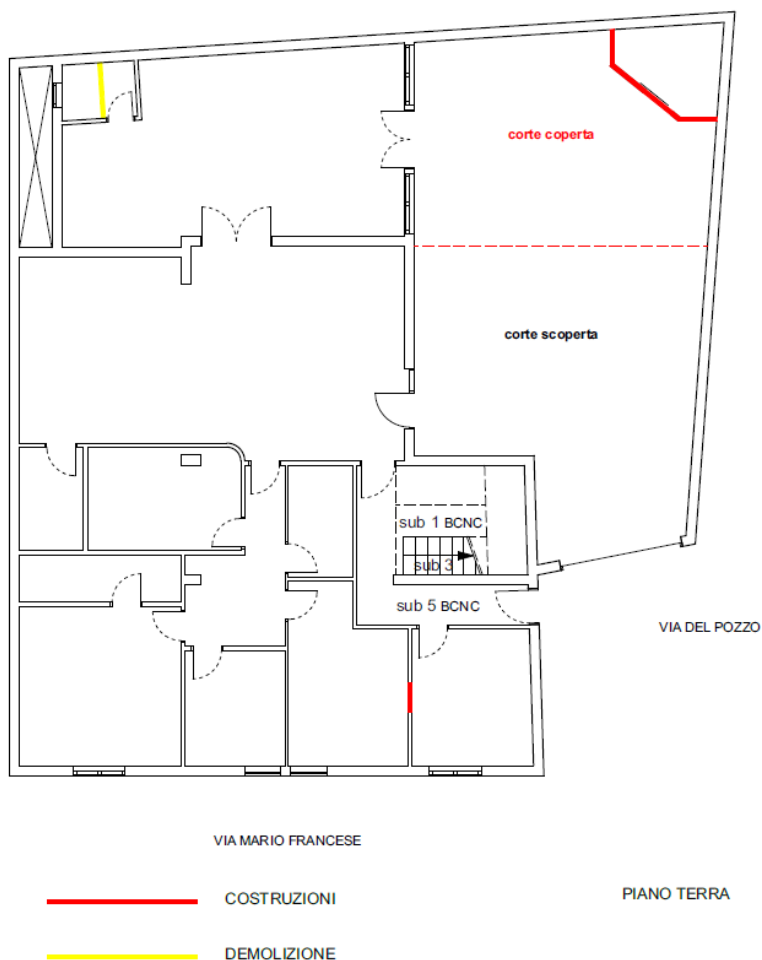 corte coperta
corte scoperta
sub 1 BCNC
sub 3
sub 5 BCNC
VIA DEL POZZO
VIA MARIO FRANCESE
COSTRUZIONI
PIANO TERRA
DEMOLIZIONE